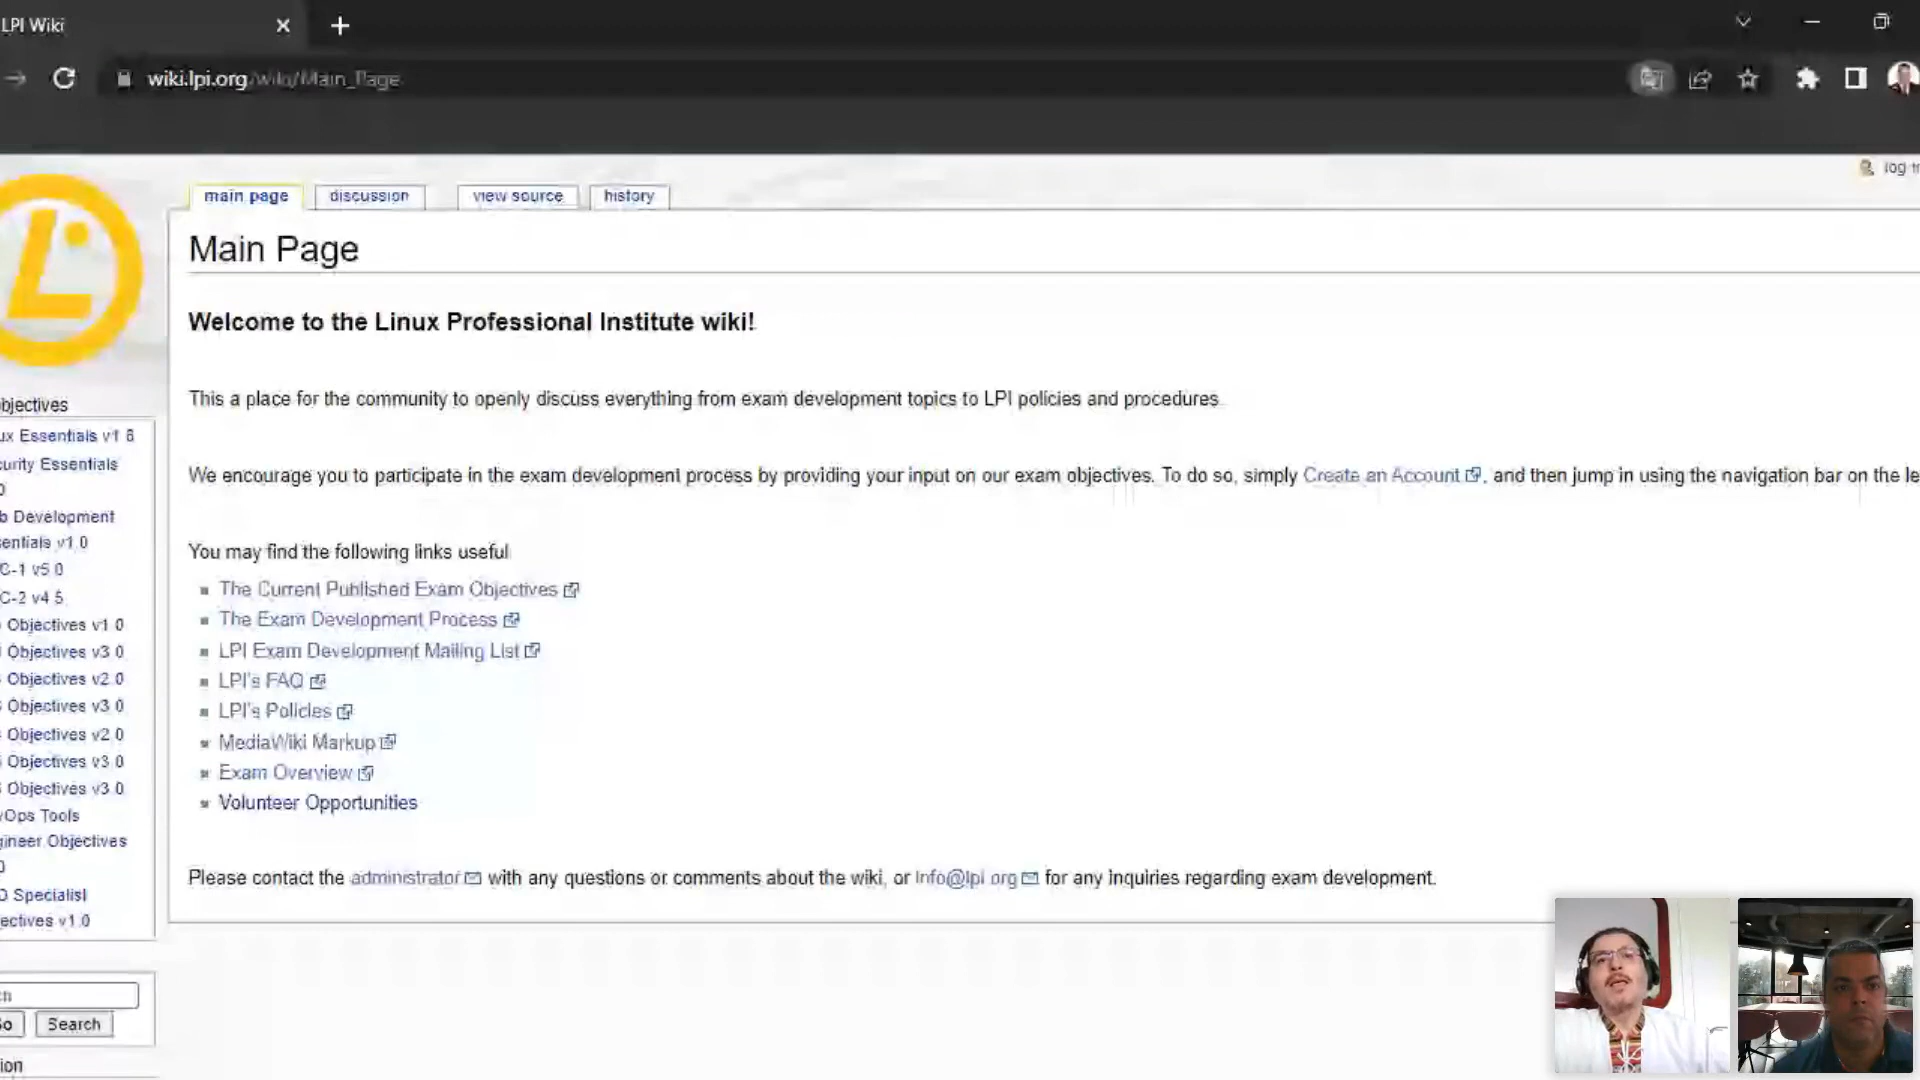 LPI Wiki
wiki.lpi.org/wiki/Main_Page
log
main page
discussion
view source
history
Main Page
Welcome to the Linux Professional Institute wiki!
This a place for the community to openly discuss everything from exam development topics to LPI policies and procedures.
We encourage you to participate in the exam development process by providing your input on our exam objectives. To do so, simply Create an Account, and then jump in using the navigation bar on the le
You may find the following links useful
The Current Published Exam Objectives
The Exam Development Process
LPI Exam Development Mailing List
LPI's FAQ
LPI's Policies
MediaWiki Markup
Exam Overview
Volunteer Opportunities
Please contact the administrator with any questions or comments about the wiki, or info@lpi.org for any inquiries regarding exam development.
bjectives
ux Essentials v1.6
curity Essentials
0
b Development
entials v1.0
C-1 v5.0
C-2 v4.5
Objectives v1.0
Objectives v3.0
Objectives v2.0
Objectives v3.0
Objectives v2.0
Objectives v3.0
Objectives v3.0
vOps Tools
gineer Objectives
0
D Specialist
ectives v1.0
ch
Go
Search
ion